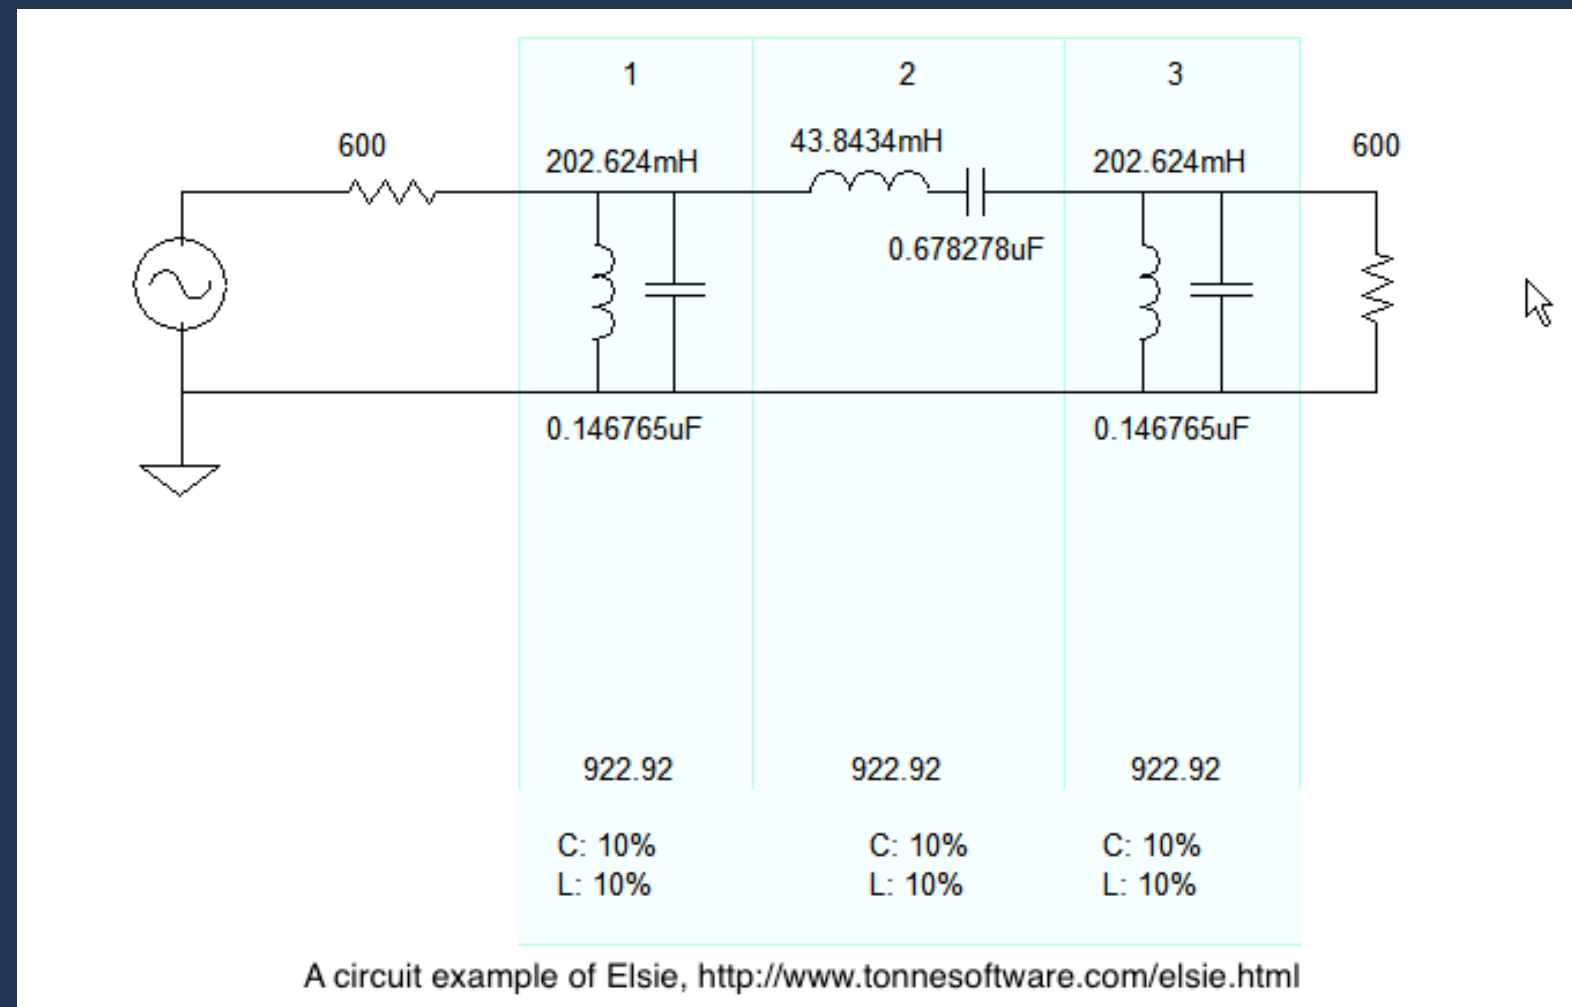 1 2 3
600 202.624mH 43.8434mH 202.624mH 600
0.678278uF
0.146765uF 0.146765uF
922.92 922.92 922.92
C: 10% C: 10% C: 10%
L: 10% L: 10% L: 10%
A circuit example of Elsie, http://www.tonnesoftware.com/elsie.html